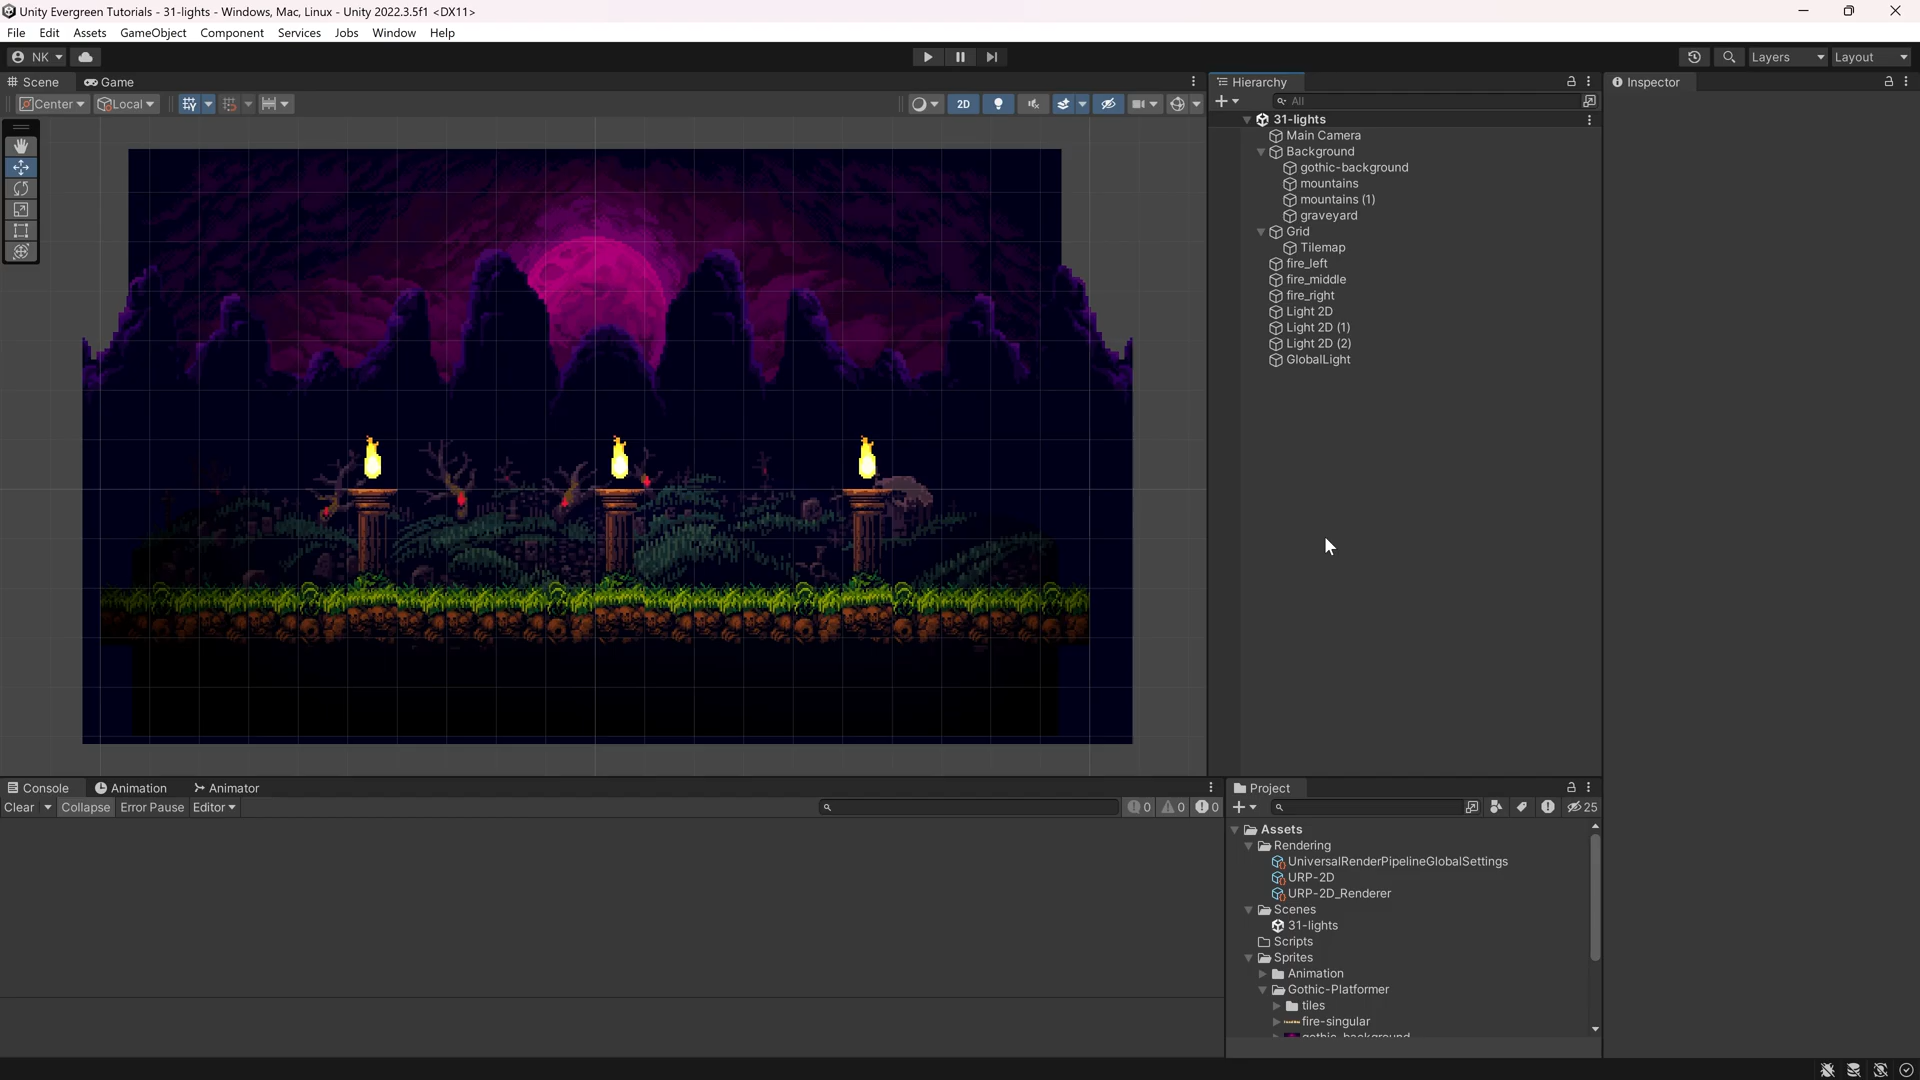 Unity Evergreen Tutorials - 31-lights - Windows, Mac, Linux - Unity 2022.3.5f1 <DX11>
File Edit Assets GameObject Component Services Jobs Window Help
NK Layers Layout
Scene Game
Center Local 2D
Hierarchy
All
31-lights
Main Camera
Background
gothic-background
mountains
mountains (1)
graveyard
Grid
Tilemap
fire_left
fire_middle
fire_right
Light 2D
Light 2D (1)
Light 2D (2)
GlobalLight
Inspector
Console Animation Animator
Clear Collapse Error Pause Editor 0 0 0
Project
25
Assets
Rendering
UniversalRenderPipelineGlobalSettings
URP-2D
URP-2D_Renderer
Scenes
31-lights
Scripts
Sprites
Animation
Gothic-Platformer
tiles
fire-singular